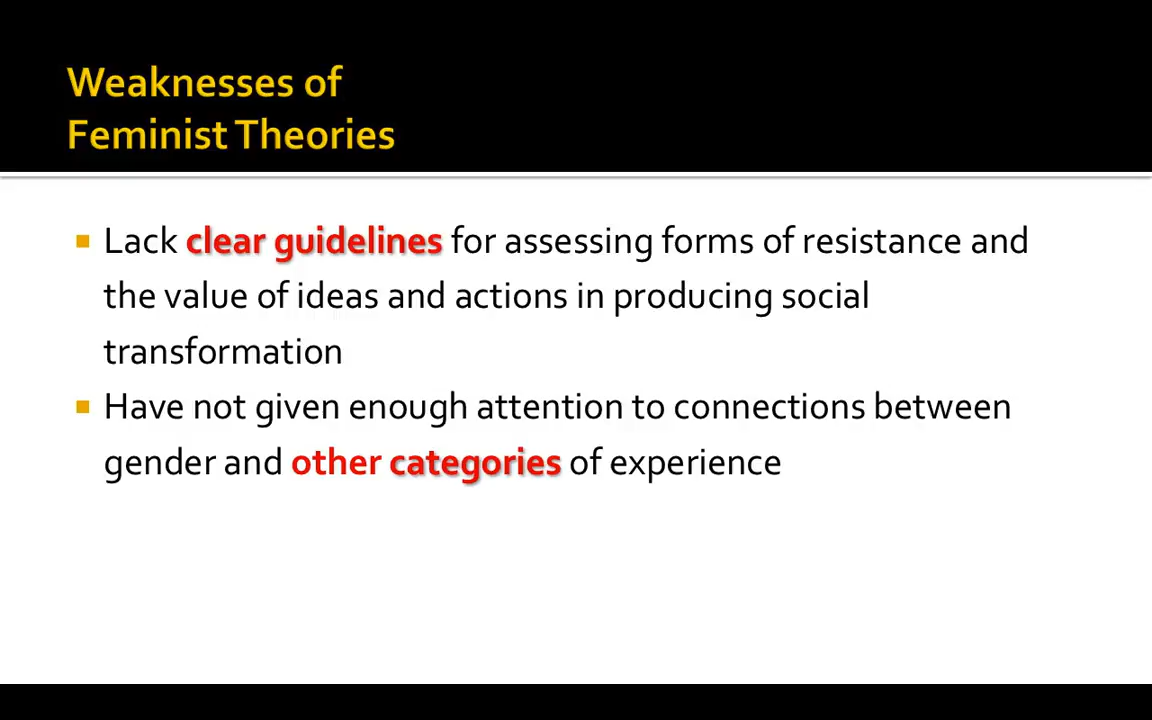 Weaknesses of
Feminist Theories
Lack clear guidelines for assessing forms of resistance and
the value of ideas and actions in producing social
transformation
Have not given enough attention to connections between
gender and other categories of experience